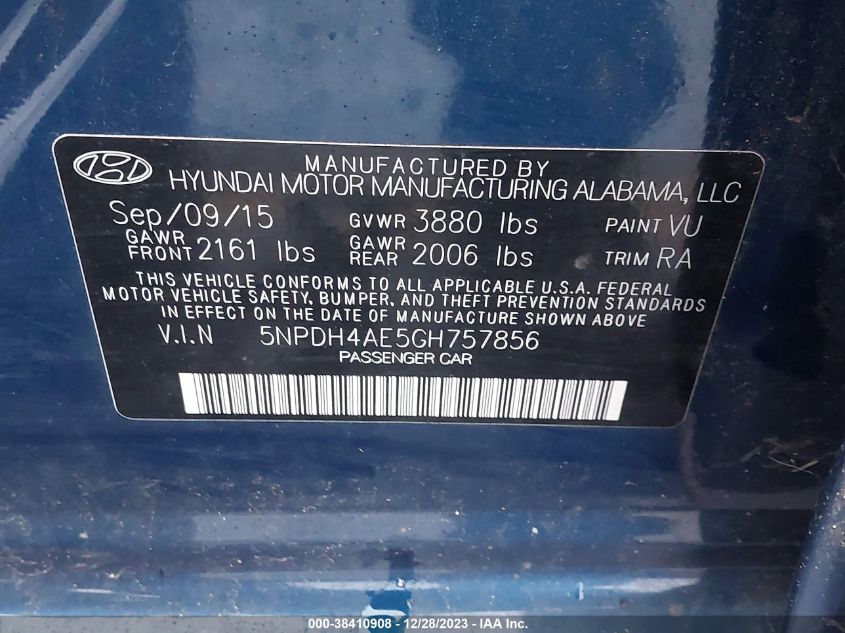 MANUFACTURED BY
HYUNDAI MOTOR MANUFACTURING ALABAMA, LLC
Sep/09/15 GVWR 3880 lbs PAINT VU
GAWR FRONT 2161 lbs GAWR REAR 2006 lbs TRIM RA
THIS VEHICLE CONFORMS TO ALL APPLICABLE U.S.A. FEDERAL
MOTOR VEHICLE SAFETY, BUMPER, AND THEFT PREVENTION STANDARDS
IN EFFECT ON THE DATE OF MANUFACTURE SHOWN ABOVE
V.I.N 5NPDH4AE5GH757856
PASSENGER CAR
000-38410908 - 12/28/2023 - IAA Inc.